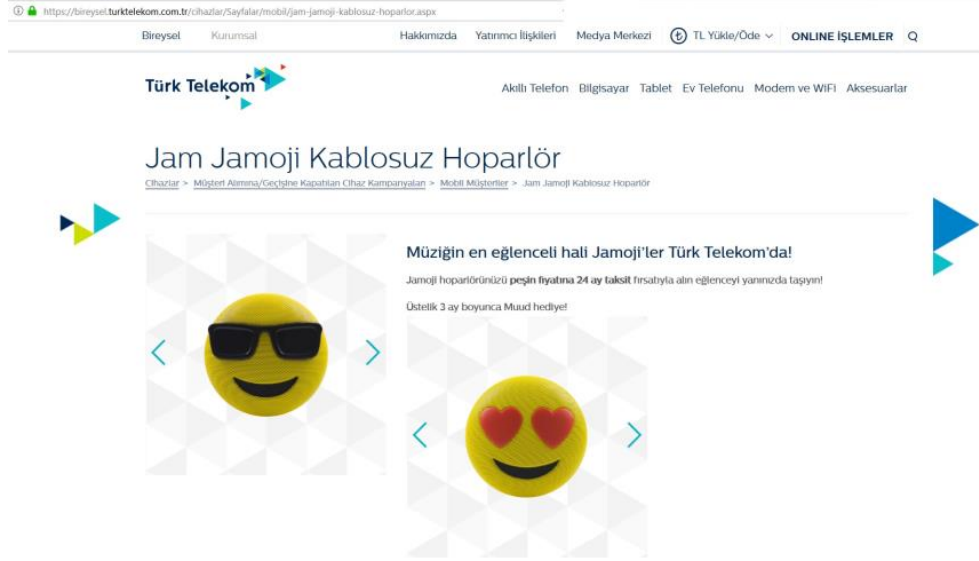 https://bireysel.turktelekom.com.tr/cihazlar/Sayfalar/mobil/jam-jamoji-kablosuz-hoparlor.aspx
Bireysel Kurumsal Hakkımızda Yatırımcı İlişkileri Medya Merkezi TL Yükle/Öde ONLINE İŞLEMLER
Türk Telekom
Akıllı Telefon Bilgisayar Tablet Ev Telefonu Modem ve WiFi Aksesuarlar
Jam Jamoji Kablosuz Hoparlör
Cihazlar > Müşteri Alımına/Geçişine Kapatılan Cihaz Kampanyaları > Mobil Müşteriler > Jam Jamoji Kablosuz Hoparlör
Müziğin en eğlenceli hali Jamoji'ler Türk Telekom'da!
Jamoji hoparlörünüzü peşin fiyatına 24 ay taksit fırsatıyla alın eğlenceyi yanınızda taşıyın!
Üstelik 3 ay boyunca Muud hediye!